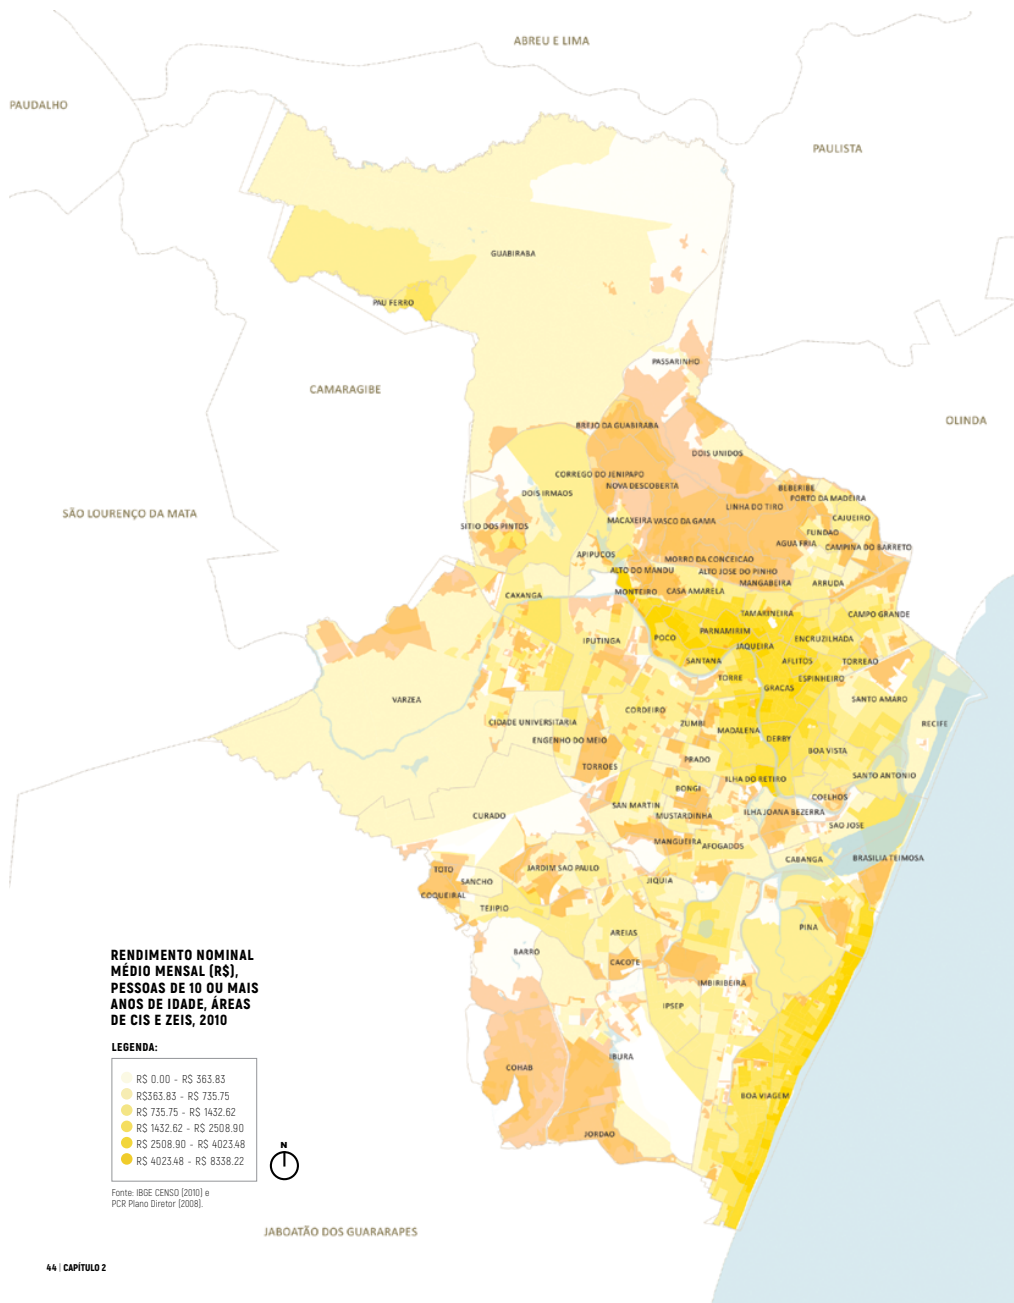 ABREU E LIMA
PAUDALHO
PAULISTA
GUABIRABA
PAU FERRO
PASSARINHO
CAMARAGIBE
OLINDA
BREJO DA GUABIRABA
DOIS UNIDOS
CORREGO DO JENIPAPO
NOVA DESCOBERTA
BEBERIBE
DOIS IRMAOS
PORTO DA MADEIRA
LINHA DO TIRO
SÃO LOURENÇO DA MATA
CAJUEIRO
MACAXEIRA
VASCO DA GAMA
SITIO DOS PINTOS
FUNDAO
AGUA FRIA
CAMPINA DO BARRETO
APIPUCOS
MORRO DA CONCEICAO
ALTO DO MANDU
ALTO JOSE DO PINHO
MANGABEIRA
ARRUDA
CAXANGA
MONTEIRO
CASA AMARELA
TAMARINEIRA
CAMPO GRANDE
PARNAMIRIM
IPUTINGA
POCO
ENCRUZILHADA
JAQUEIRA
SANTANA
AFLITOS
TORREAO
TORRE
ESPINHEIRO
GRACAS
VARZEA
SANTO AMARO
CORDEIRO
CIDADE UNIVERSITARIA
ZUMBI
RECIFE
MADALENA
ENGENHO DO MEIO
DERBY
BOA VISTA
PRADO
TORROES
ILHA DO RETIRO
SANTO ANTONIO
BONGI
COELHOS
SAN MARTIN
CURADO
MUSTARDINHA
ILHA JOANA BEZERRA
SAO JOSE
MANGUEIRA
AFOGADOS
CABANGA
BRASILIA TEIMOSA
TOTO
JARDIM SAO PAULO
SANCHO
JIQUIA
COQUEIRAL
TEJIPIO
PINA
AREIAS
BARRO
CACOTE
IMBIRIBEIRA
IPSEP
IBURA
COHAB
BOA VIAGEM
JORDAO
RENDIMENTO NOMINAL
MÉDIO MENSAL (R$),
PESSOAS DE 10 OU MAIS
ANOS DE IDADE, ÁREAS
DE CIS E ZEIS, 2010
LEGENDA:
R$ 0.00 - R$ 363.83
R$363.83 - R$ 735.75
R$ 735.75 - R$ 1432.62
R$ 1432.62 - R$ 2508.90
R$ 2508.90 - R$ 4023.48
R$ 4023.48 - R$ 8338.22
N
Fonte: IBGE CENSO (2010) e
PCR Plano Diretor (2008).
JABOATÃO DOS GUARARAPES
44 | CAPÍTULO 2